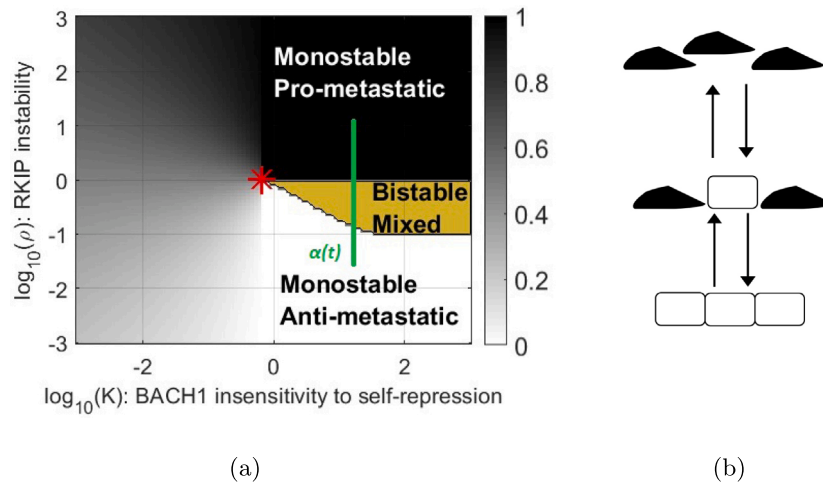 3
2
1
0
-1
-2
-3
log10(ρ): RKIP instability
Monostable
Pro-metastatic
Bistable
Mixed
α(t)
Monostable
Anti-metastatic
-2
0
2
log10(K): BACH1 insensitivity to self-repression
1
0.8
0.6
0.4
0.2
0
(a)
(b)